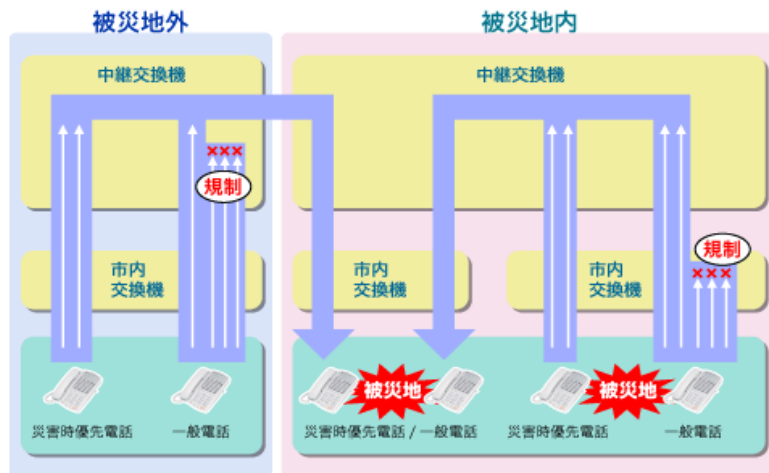 被災地外
被災地内
中継交換機
中継交換機
×××
規制
規制
×××
市内
交換機
市内
交換機
市内
交換機
被災地
被災地
災害時優先電話
一般電話
災害時優先電話 / 一般電話
災害時優先電話
一般電話